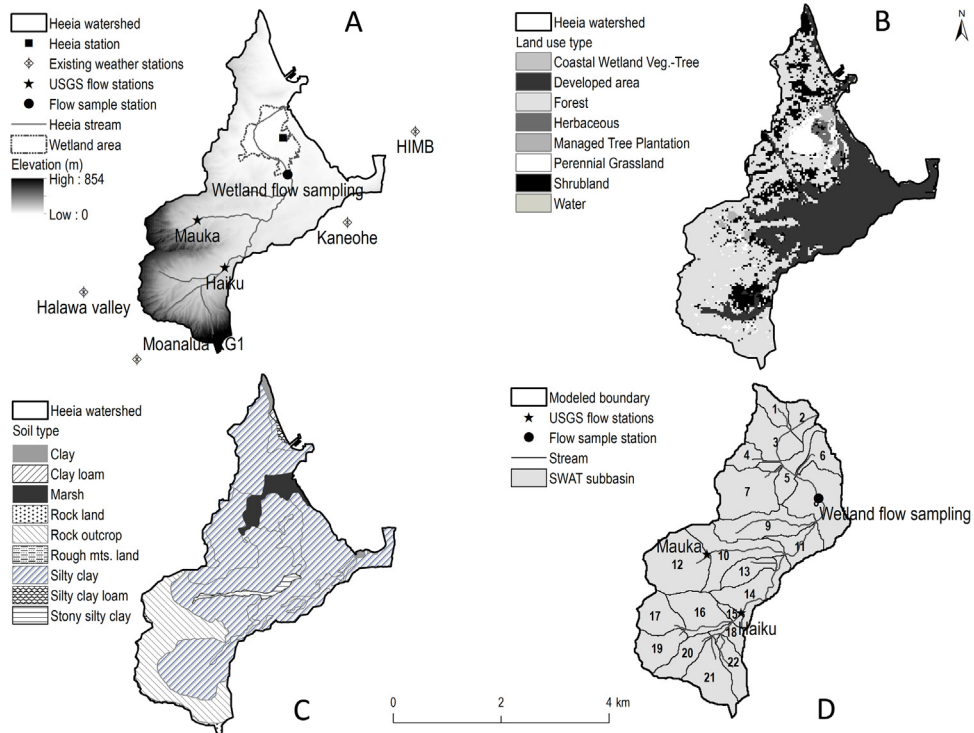 A
Heeia watershed
Heeia station
Existing weather stations
USGS flow stations
Flow sample station
Heeia stream
Wetland area
Elevation (m)
High : 854
Low : 0
HIMB
Wetland flow sampling
Mauka
Kaneohe
Haiku
Halawa valley
Moanalua RG1
B
N
Heeia watershed
Land use type
Coastal Wetland Veg.-Tree
Developed area
Forest
Herbaceous
Managed Tree Plantation
Perennial Grassland
Shrubland
Water
C
Heeia watershed
Soil type
Clay
Clay loam
Marsh
Rock land
Rock outcrop
Rough mts. land
Silty clay
Silty clay loam
Stony silty clay
0 2 4 km
D
Modeled boundary
USGS flow stations
Flow sample station
Stream
SWAT subbasin
1 2
3
4 6
5
7
8
Wetland flow sampling
9
11
Mauka
10
12
13
14
16
15
17
Haiku
18
19
20
22
21